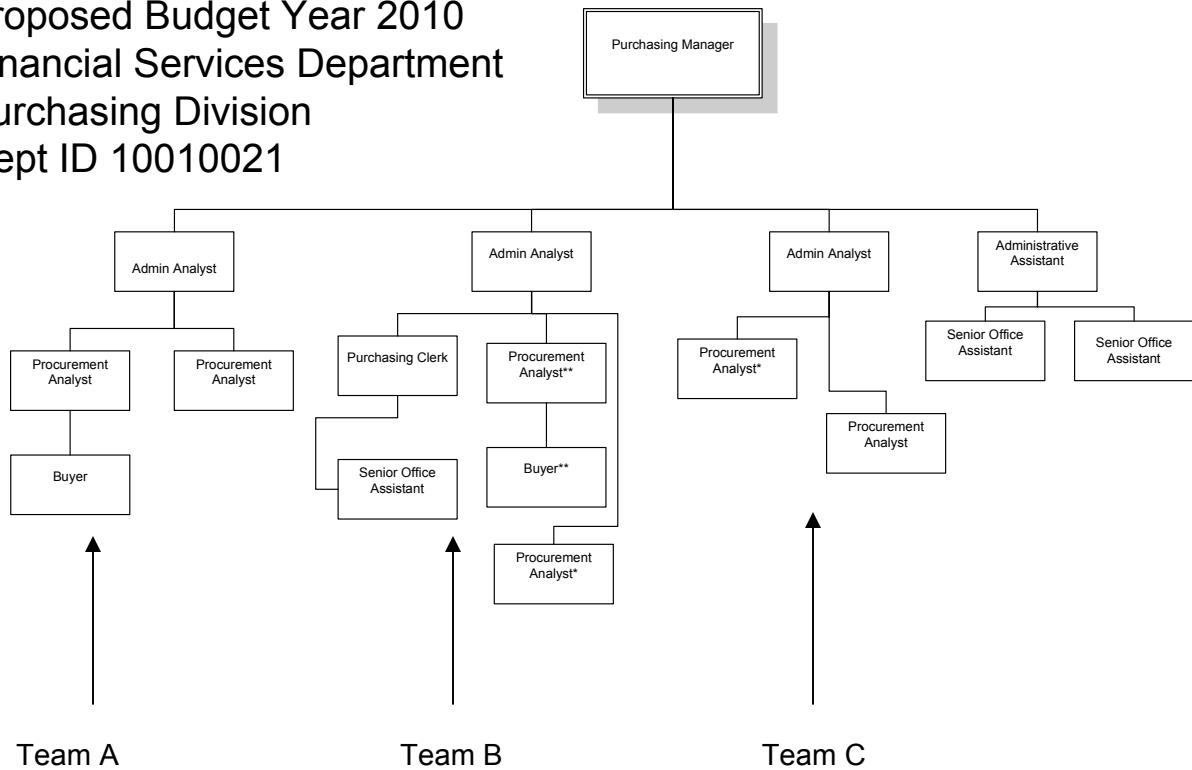 roposed Budget Year 2010
nancial Services Department
urchasing Division
ept ID 10010021
Purchasing Manager
Admin Analyst
Admin Analyst
Admin Analyst
Administrative
Assistant
Procurement
Analyst
Procurement
Analyst
Purchasing Clerk
Procurement
Analyst**
Procurement
Analyst*
Senior Office
Assistant
Senior Office
Assistant
Procurement
Analyst
Buyer
Senior Office
Assistant
Buyer**
Procurement
Analyst*
Team A
Team B
Team C